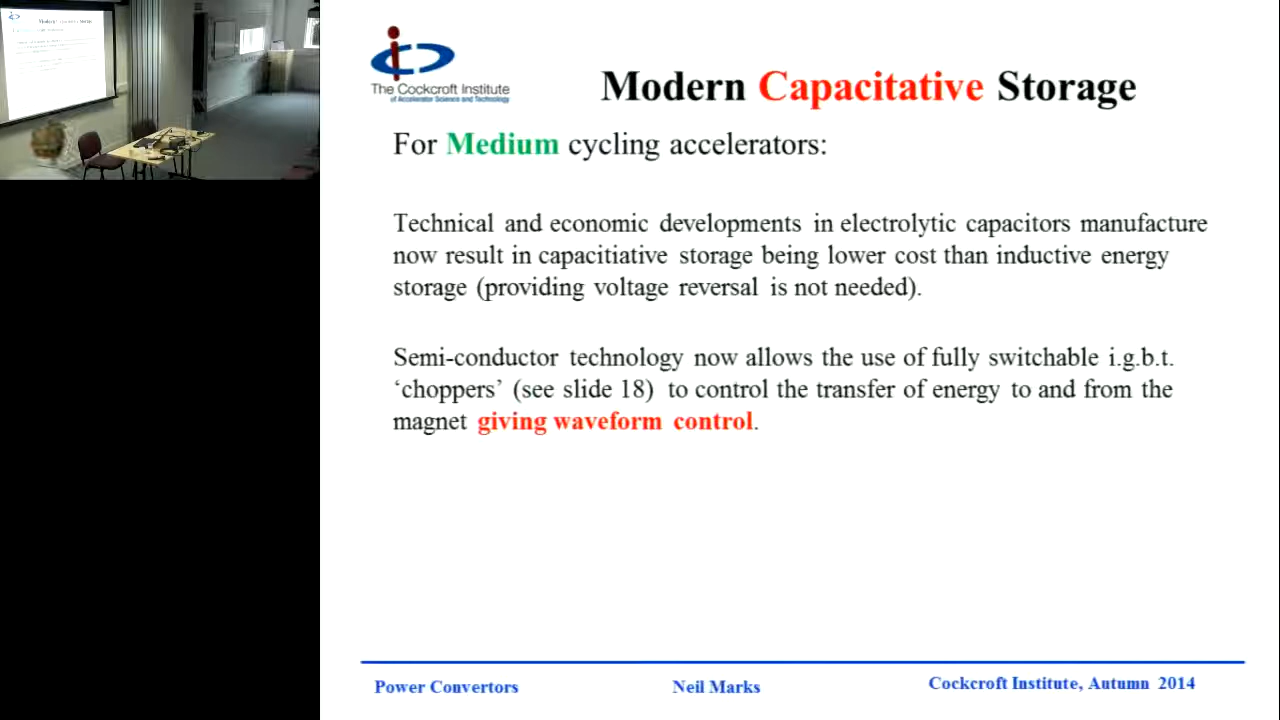 The Cockcroft Institute
of Accelerator Science and Technology
Modern Capacitative Storage
For Medium cycling accelerators:
Technical and economic developments in electrolytic capacitors manufacture
now result in capacitiative storage being lower cost than inductive energy
storage (providing voltage reversal is not needed).
Semi-conductor technology now allows the use of fully switchable i.g.b.t.
‘choppers’ (see slide 18) to control the transfer of energy to and from the
magnet giving waveform control.
Power Convertors
Neil Marks
Cockcroft Institute, Autumn 2014